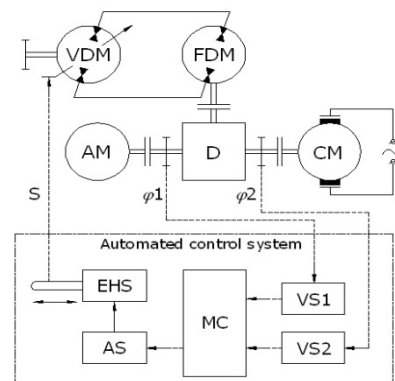 VDM
FDM
AM
D
CM
S
φ1
φ2
Automated control system
EHS
MC
VS1
AS
VS2